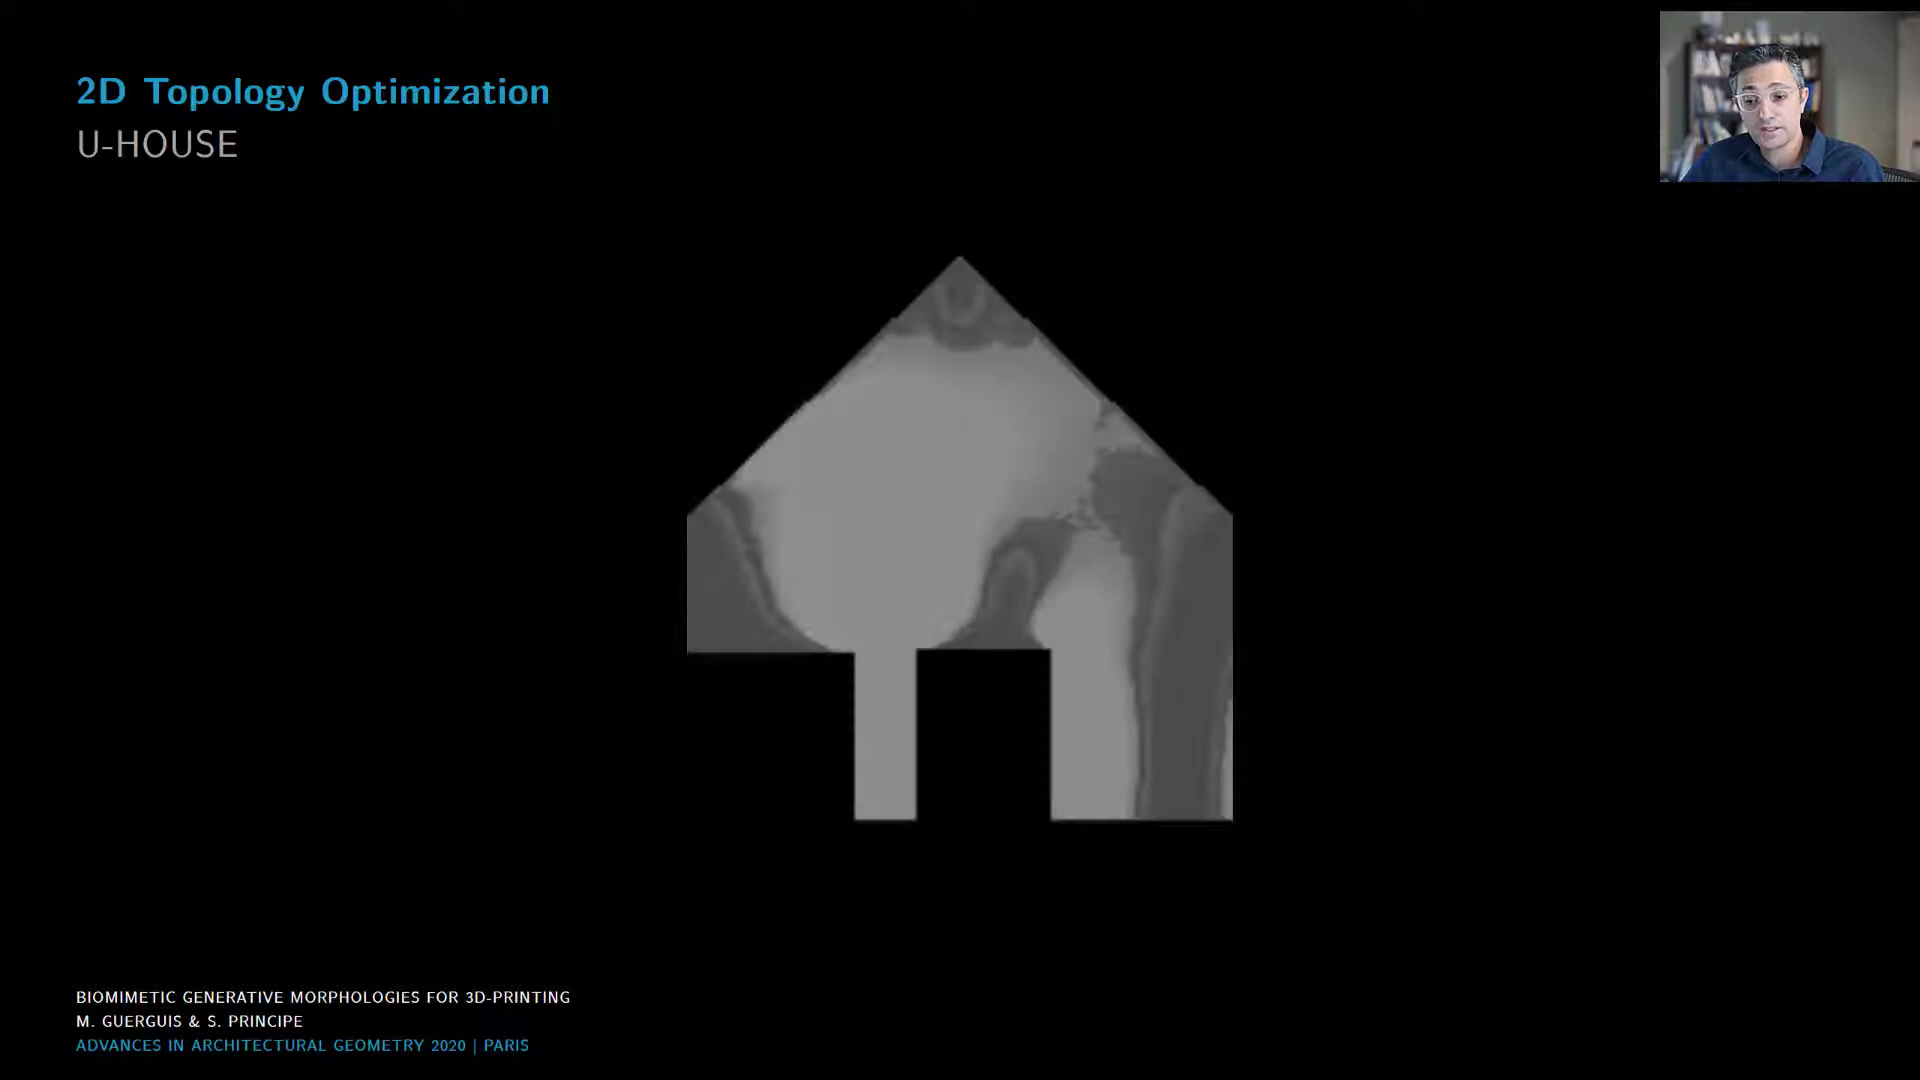 2D Topology Optimization
U-HOUSE
BIOMIMETIC GENERATIVE MORPHOLOGIES FOR 3D-PRINTING
M. GUERGUIS & S. PRINCIPE
ADVANCES IN ARCHITECTURAL GEOMETRY 2020 | PARIS